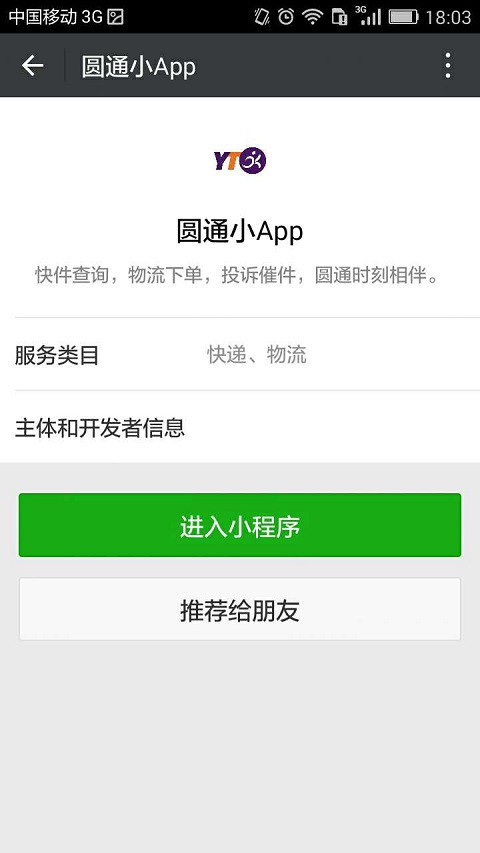 中国移动 3G 3G 18:03
圆通小App
YTO
圆通小App
快件查询，物流下单，投诉催件，圆通时刻相伴。
服务类目 快递、物流
主体和开发者信息
进入小程序
推荐给朋友